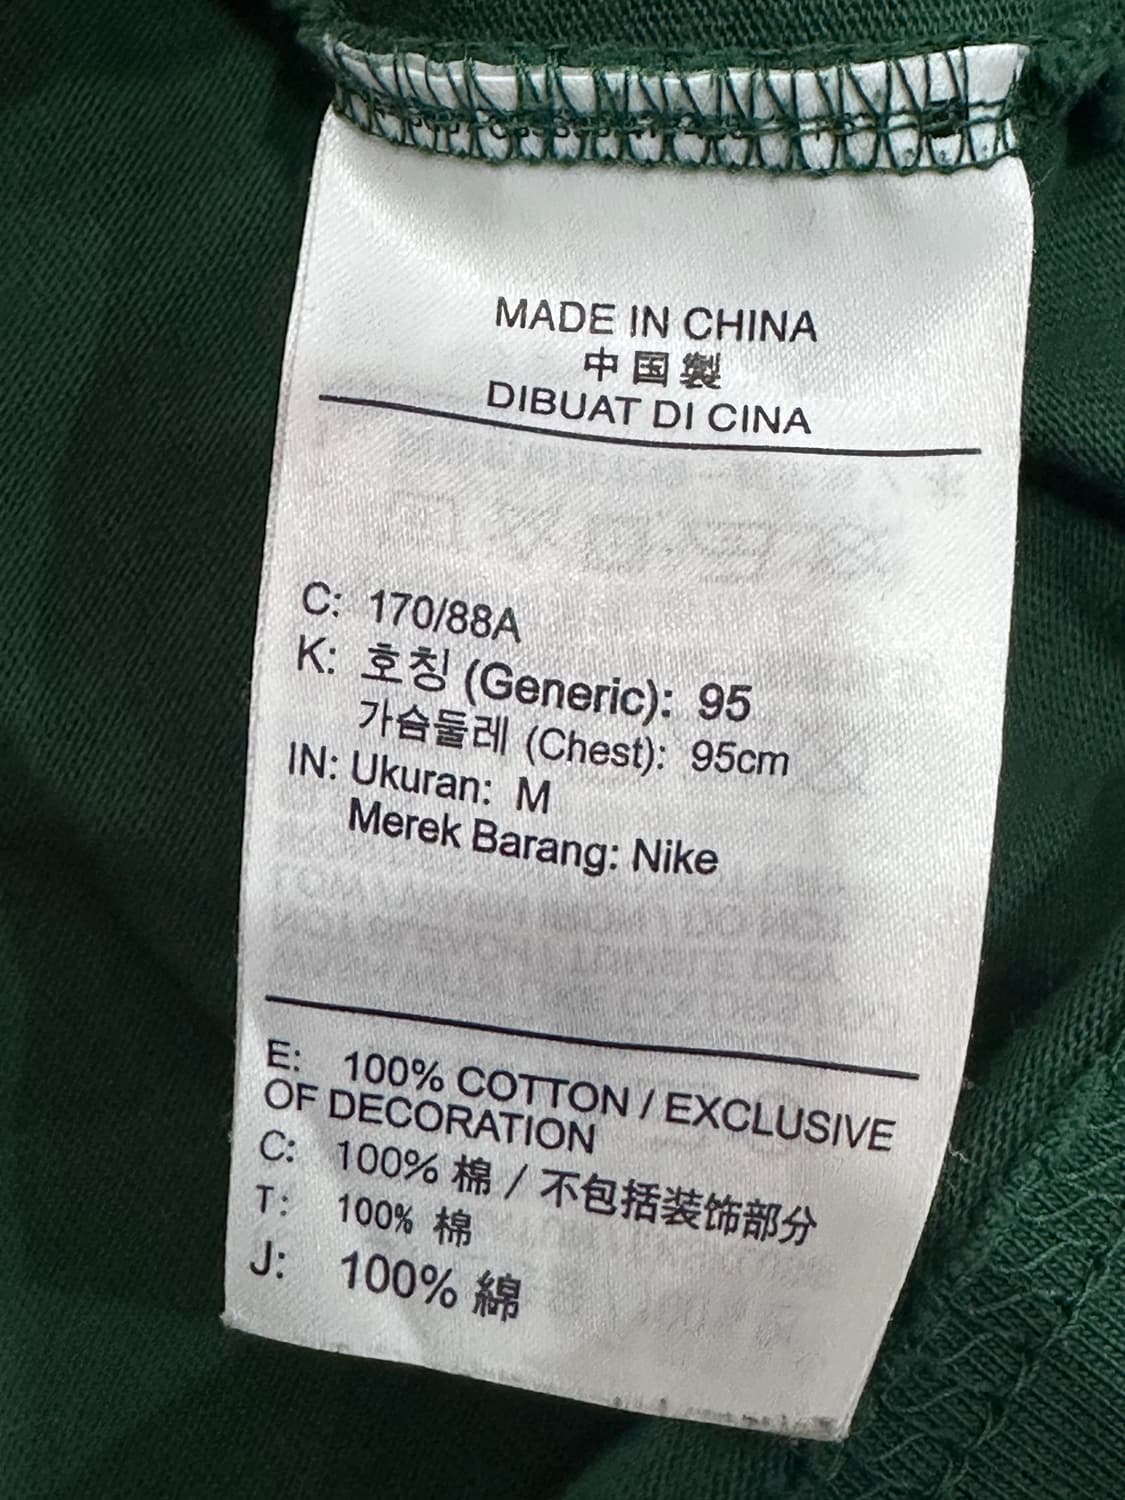 MADE IN CHINA
中国製
DIBUAT DI CINA
C: 170/88A
K: 호칭 (Generic): 95
가슴둘레 (Chest): 95cm
IN: Ukuran: M
Merek Barang: Nike
E: 100% COTTON / EXCLUSIVE
OF DECORATION
C: 100% 棉 / 不包括装饰部分
T: 100% 棉
J: 100% 綿